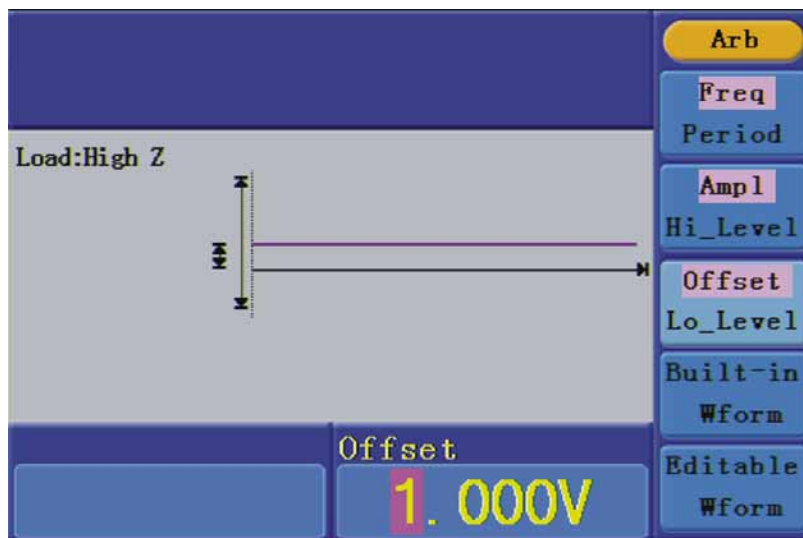 Arb
Freq
Period
Load:High Z
Ampl
Hi_Level
Offset
Lo_Level
Built-in
Wform
Editable
Wform
Offset
1.000V